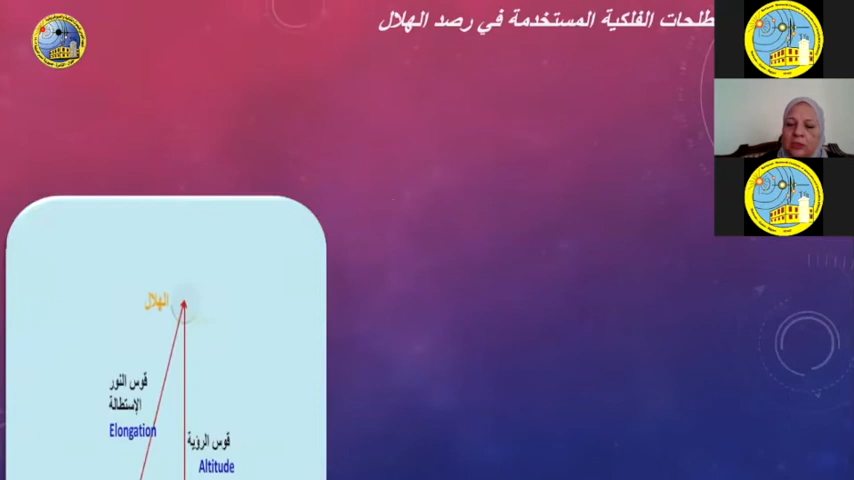 طلحات الفلكية المستخدمة في رصد الهلال
الهلال
قوس النور
الإستطالة
Elongation
قوس الرؤية
Altitude